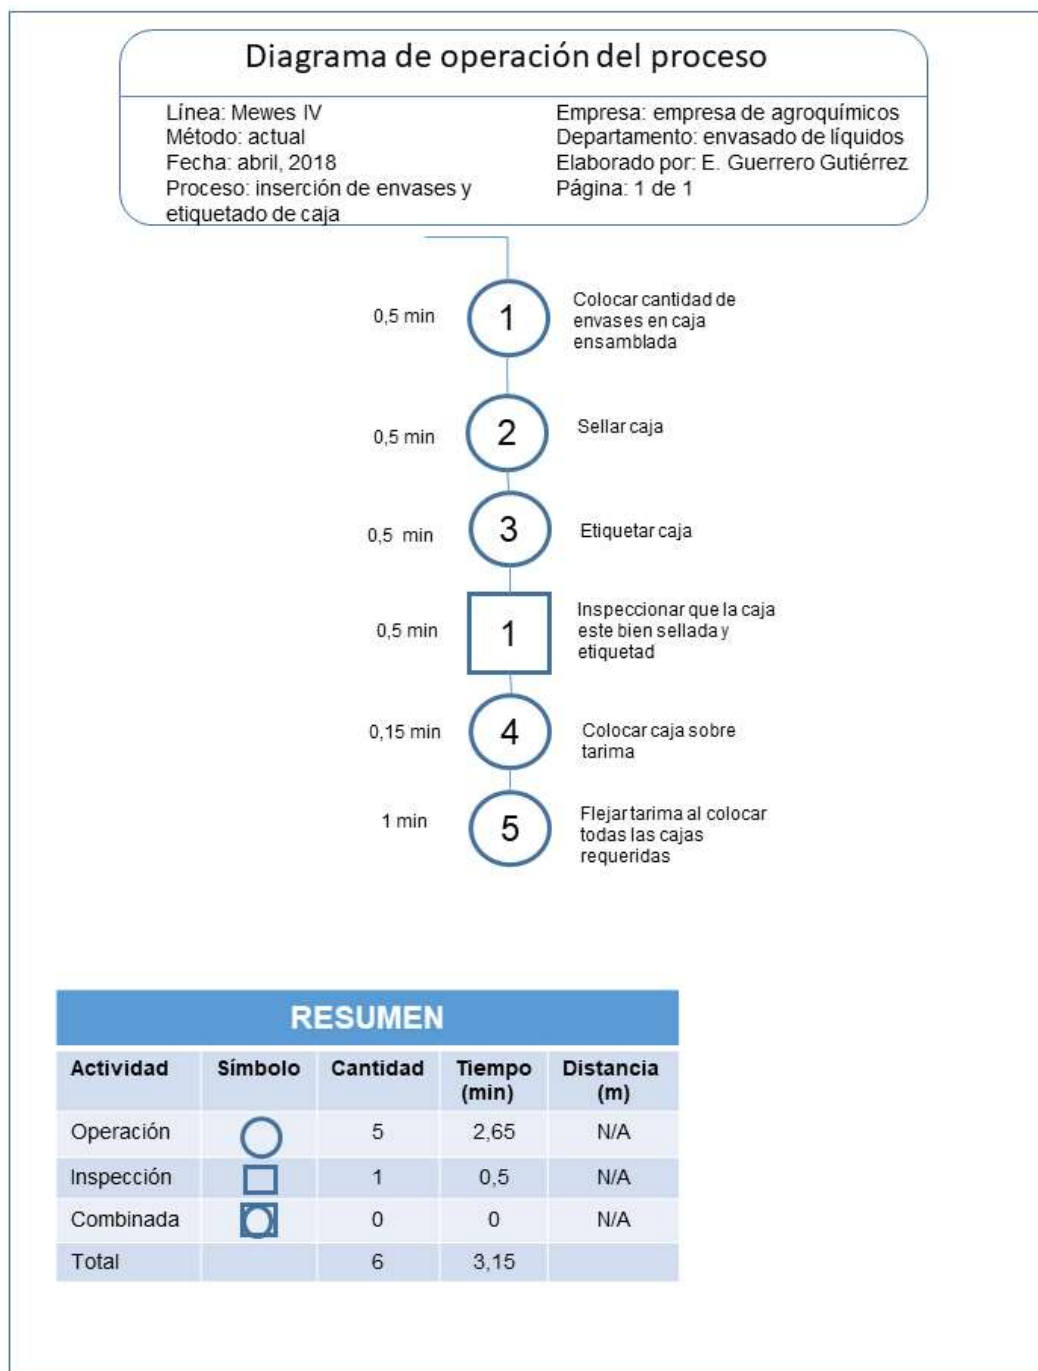 Diagrama de operación del proceso
Línea: Mewes IV
Método: actual
Fecha: abril, 2018
Proceso: inserción de envases y
etiquetado de caja
Empresa: empresa de agroquímicos
Departamento: envasado de líquidos
Elaborado por: E. Guerrero Gutiérrez
Página: 1 de 1
0,5 min
1
Colocar cantidad de
envases en caja
ensamblada
0,5 min
2
Sellar caja
0,5 min
3
Etiquetar caja
0,5 min
1
Inspeccionar que la caja
este bien sellada y
etiquetad
0,15 min
4
Colocar caja sobre
tarima
1 min
5
Flejar tarima al colocar
todas las cajas
requeridas
RESUMEN
Actividad Símbolo Cantidad Tiempo (min) Distancia (m)
Operación 5 2,65 N/A
Inspección 1 0,5 N/A
Combinada 0 0 N/A
Total 6 3,15